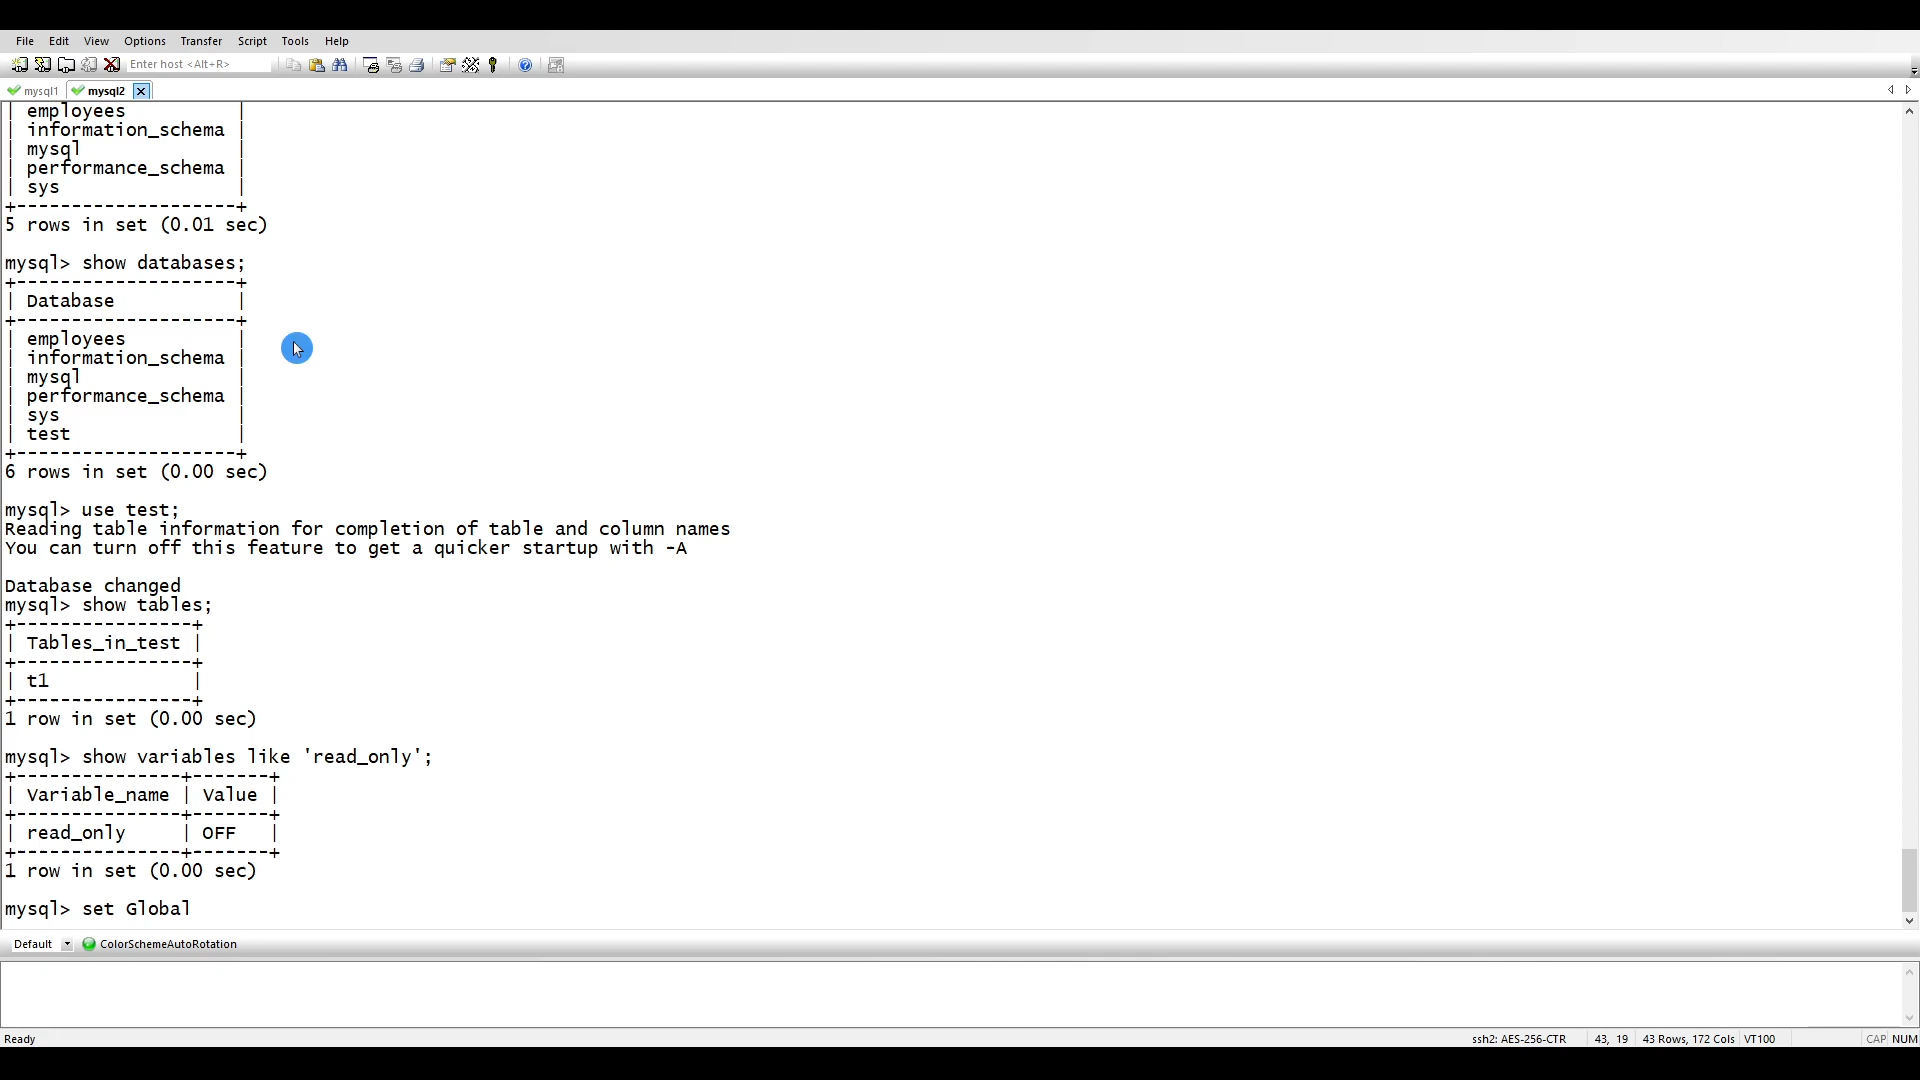 File Edit View Options Transfer Script Tools Help
Enter host <Alt+R>
mysql1 mysql2
| employees |
| information_schema |
| mysql |
| performance_schema |
| sys |
+--------------------+
5 rows in set (0.01 sec)
mysql> show databases;
+--------------------+
| Database |
+--------------------+
| employees |
| information_schema |
| mysql |
| performance_schema |
| sys |
| test |
+--------------------+
6 rows in set (0.00 sec)
mysql> use test;
Reading table information for completion of table and column names
You can turn off this feature to get a quicker startup with -A
Database changed
mysql> show tables;
+----------------+
| Tables_in_test |
+----------------+
| t1 |
+----------------+
1 row in set (0.00 sec)
mysql> show variables like 'read_only';
+---------------+-------+
| Variable_name | Value |
+---------------+-------+
| read_only | OFF |
+---------------+-------+
1 row in set (0.00 sec)
mysql> set Global
Default ColorSchemeAutoRotation
Ready ssh2: AES-256-CTR 43, 19 43 Rows, 172 Cols VT100 CAP NUM